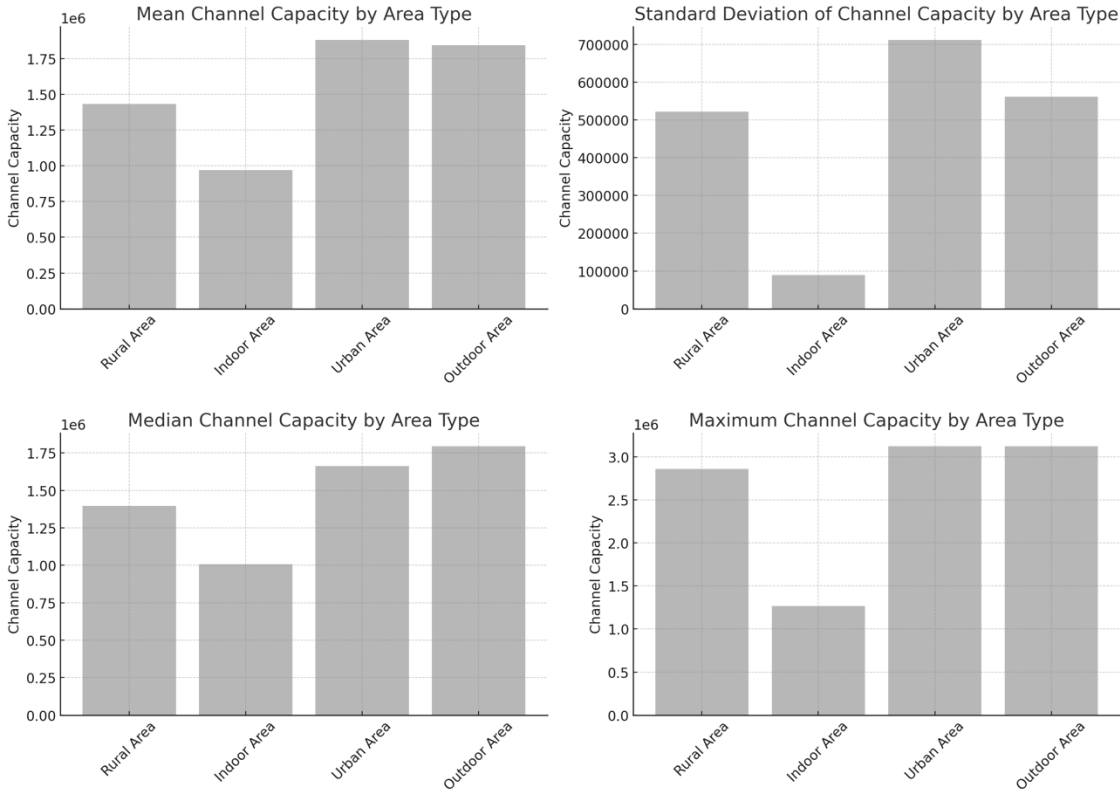 Mean Channel Capacity by Area Type
1e6
Channel Capacity
1.75
1.50
1.25
1.00
0.75
0.50
0.25
0.00
Rural Area
Indoor Area
Urban Area
Outdoor Area
Standard Deviation of Channel Capacity by Area Type
Channel Capacity
700000
600000
500000
400000
300000
200000
100000
0
Rural Area
Indoor Area
Urban Area
Outdoor Area
Median Channel Capacity by Area Type
1e6
Channel Capacity
1.75
1.50
1.25
1.00
0.75
0.50
0.25
0.00
Rural Area
Indoor Area
Urban Area
Outdoor Area
Maximum Channel Capacity by Area Type
1e6
Channel Capacity
3.0
2.5
2.0
1.5
1.0
0.5
0.0
Rural Area
Indoor Area
Urban Area
Outdoor Area